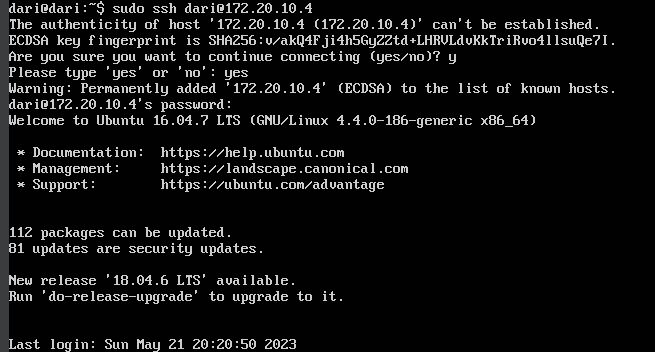 dari@dari:~$ sudo ssh dari@172.20.10.4
The authenticity of host '172.20.10.4 (172.20.10.4)' can't be established.
ECDSA key fingerprint is SHA256:v/akQ4Fji4h5GyZZtd+LHRVLdvKkTriRvo4llsuQe7I.
Are you sure you want to continue connecting (yes/no)? y
Please type 'yes' or 'no': yes
Warning: Permanently added '172.20.10.4' (ECDSA) to the list of known hosts.
dari@172.20.10.4's password:
Welcome to Ubuntu 16.04.7 LTS (GNU/Linux 4.4.0-186-generic x86_64)
* Documentation:  https://help.ubuntu.com
* Management:     https://landscape.canonical.com
* Support:        https://ubuntu.com/advantage
112 packages can be updated.
81 updates are security updates.
New release '18.04.6 LTS' available.
Run 'do-release-upgrade' to upgrade to it.
Last login: Sun May 21 20:20:50 2023